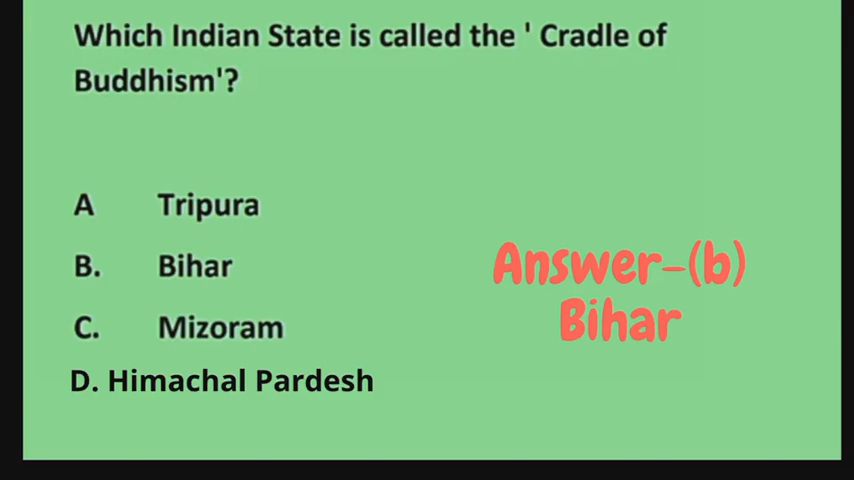 Which Indian State is called the ' Cradle of
Buddhism'?
A Tripura
B. Bihar
C. Mizoram
D. Himachal Pardesh
Answer-(b)
Bihar